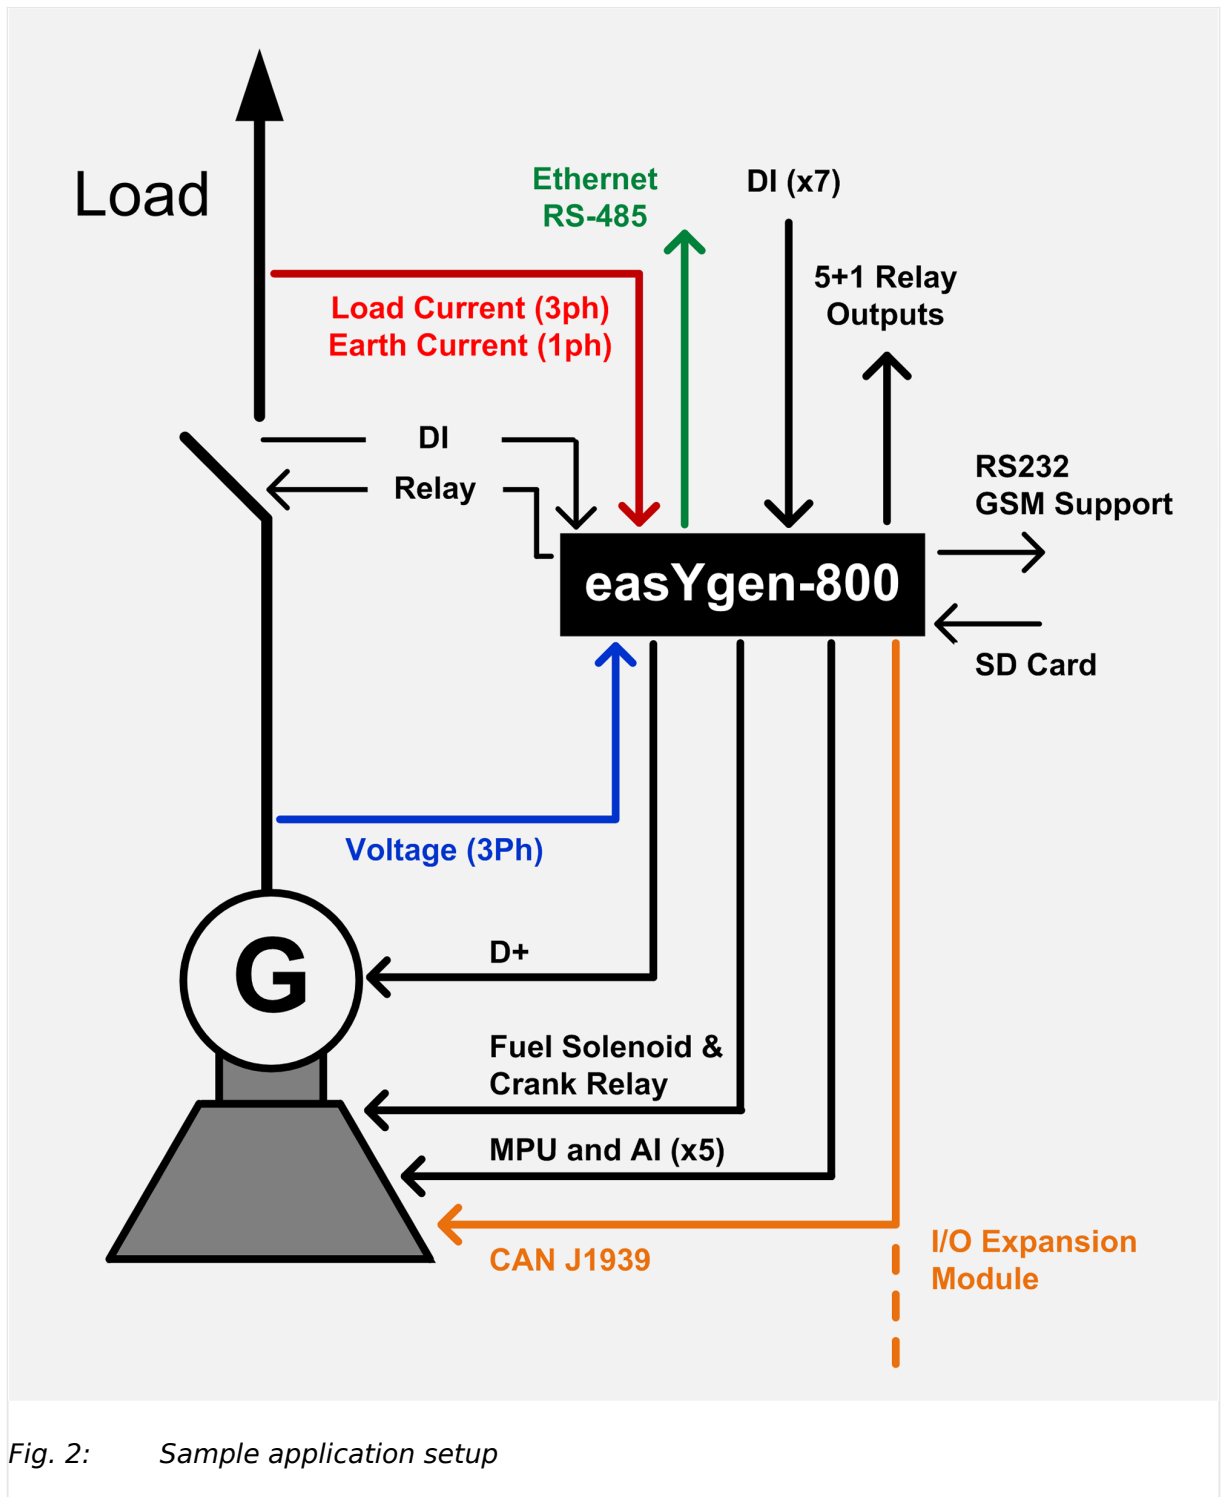 Load
Ethernet
RS-485
DI (x7)
5+1 Relay
Outputs
Load Current (3ph)
Earth Current (1ph)
DI
Relay
RS232
GSM Support
easYgen-800
SD Card
Voltage (3Ph)
G
D+
Fuel Solenoid &
Crank Relay
MPU and AI (x5)
CAN J1939
I/O Expansion
Module
Fig. 2: Sample application setup